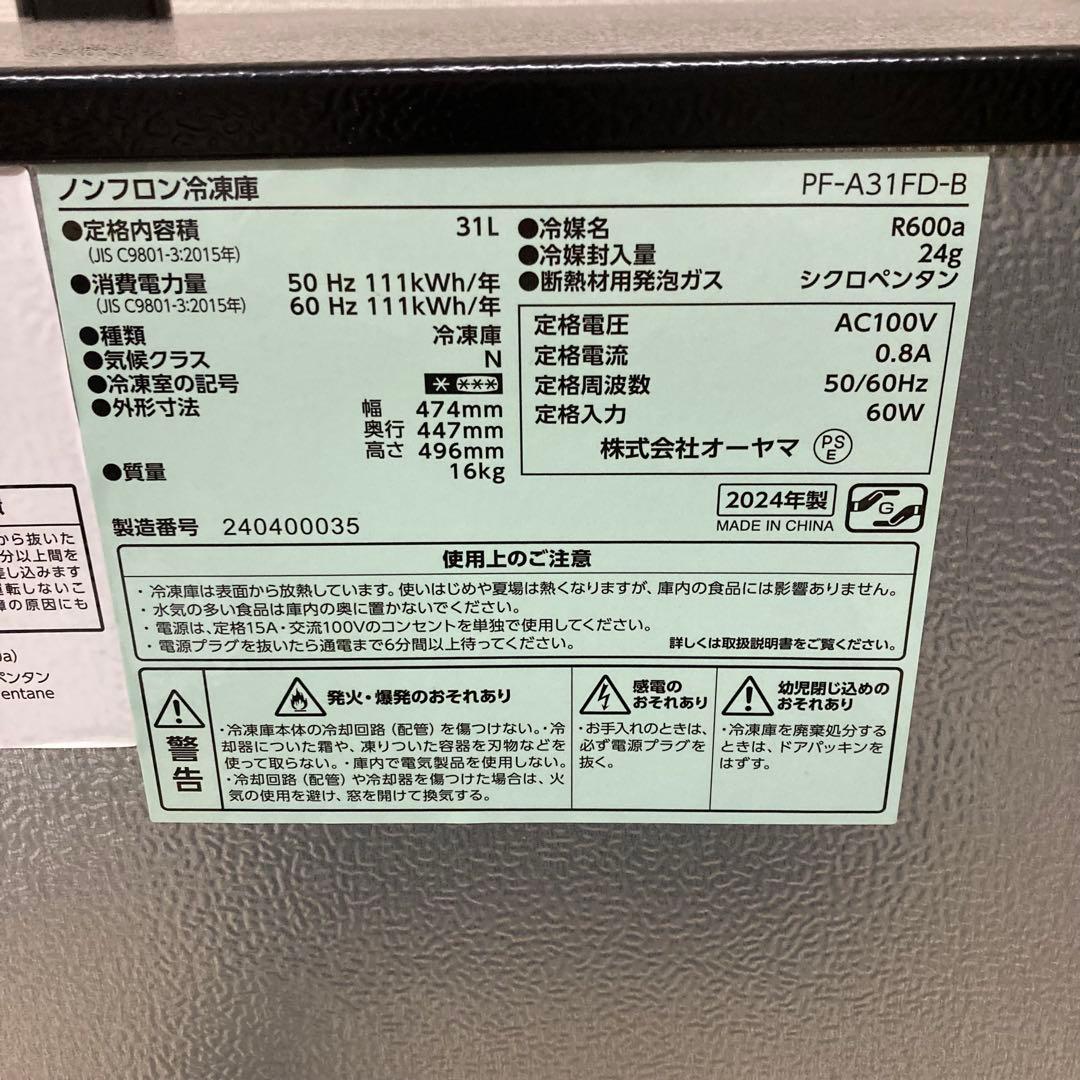 ノンフロン冷凍庫 PF-A31FD-B
●定格内容積 31L
(JIS C9801-3:2015年)
●消費電力量 50 Hz 111kWh/年
(JIS C9801-3:2015年) 60 Hz 111kWh/年
●種類 冷凍庫
●気候クラス N
●冷凍室の記号 * ***
●外形寸法 幅 474mm
奥行 447mm
高さ 496mm
●質量 16kg
製造番号 240400035
●冷媒名 R600a
●冷媒封入量 24g
●断熱材用発泡ガス シクロペンタン
定格電圧 AC100V
定格電流 0.8A
定格周波数 50/60Hz
定格入力 60W
株式会社オーヤマ PSE
2024年製
MADE IN CHINA
G
使用上のご注意
・冷凍庫は表面から放熱しています。使いはじめや夏場は熱くなりますが、庫内の食品には影響ありません。
・水気の多い食品は庫内の奥に置かないでください。
・電源は、定格15A・交流100Vのコンセントを単独で使用してください。
・電源プラグを抜いたら通電まで6分間以上待ってください。 詳しくは取扱説明書をご覧ください。
警告
発火・爆発のおそれあり
・冷凍庫本体の冷却回路（配管）を傷つけない。・冷
却器についた霜や、凍りついた容器を刃物などを
使って取らない。・庫内で電気製品を使用しない。
・冷却回路（配管）や冷却器を傷つけた場合は、火
気の使用を避け、窓を開けて換気する。
感電の
おそれあり
・お手入れのときは、
必ず電源プラグを
抜く。
幼児閉じ込めの
おそれあり
・冷凍庫を廃棄処分する
ときは、ドアパッキンを
はずす。
から抜いた
分以上間を
差し込みます
運転しないこ
の原因にも
0a)
ペンタン
entane